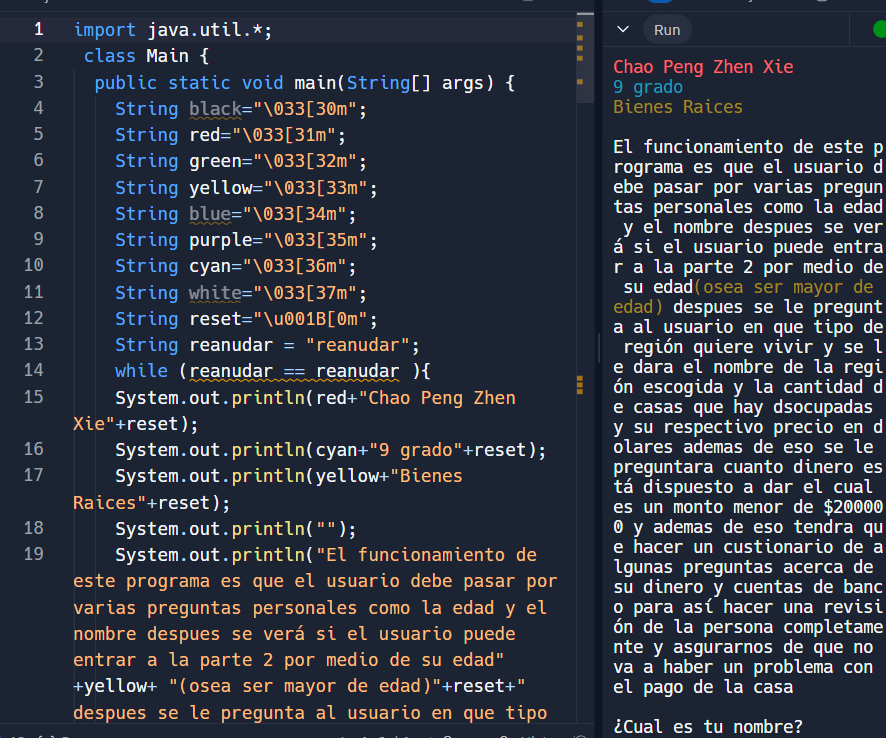 1 import java.util.*;
2 class Main {
3 public static void main(String[] args) {
4 String black="\033[30m";
5 String red="\033[31m";
6 String green="\033[32m";
7 String yellow="\033[33m";
8 String blue="\033[34m";
9 String purple="\033[35m";
10 String cyan="\033[36m";
11 String white="\033[37m";
12 String reset="\u001B[0m";
13 String reanudar = "reanudar";
14 while (reanudar == reanudar ){
15 System.out.println(red+"Chao Peng Zhen
Xie"+reset);
16 System.out.println(cyan+"9 grado"+reset);
17 System.out.println(yellow+"Bienes
Raices"+reset);
18 System.out.println("");
19 System.out.println("El funcionamiento de
este programa es que el usuario debe pasar por
varias preguntas personales como la edad y el
nombre despues se verá si el usuario puede
entrar a la parte 2 por medio de su edad"
+yellow+ "(osea ser mayor de edad)"+reset+"
despues se le pregunta al usuario en que tipo
Run
Chao Peng Zhen Xie
9 grado
Bienes Raices
El funcionamiento de este p
rograma es que el usuario d
ebe pasar por varias pregun
tas personales como la edad
y el nombre despues se ver
á si el usuario puede entra
r a la parte 2 por medio de
su edad(osea ser mayor de
edad) despues se le pregunt
a al usuario en que tipo de
región quiere vivir y se l
e dara el nombre de la regi
ón escogida y la cantidad d
e casas que hay dsocupadas
y su respectivo precio en d
olares ademas de eso se le
preguntara cuanto dinero es
tá dispuesto a dar el cual
es un monto menor de $20000
0 y ademas de eso tendra qu
e hacer un custionario de a
lgunas preguntas acerca de
su dinero y cuentas de banc
o para así hacer una revisi
ón de la persona completame
nte y asgurarnos de que no
va a haber un problema con
el pago de la casa
¿Cual es tu nombre?